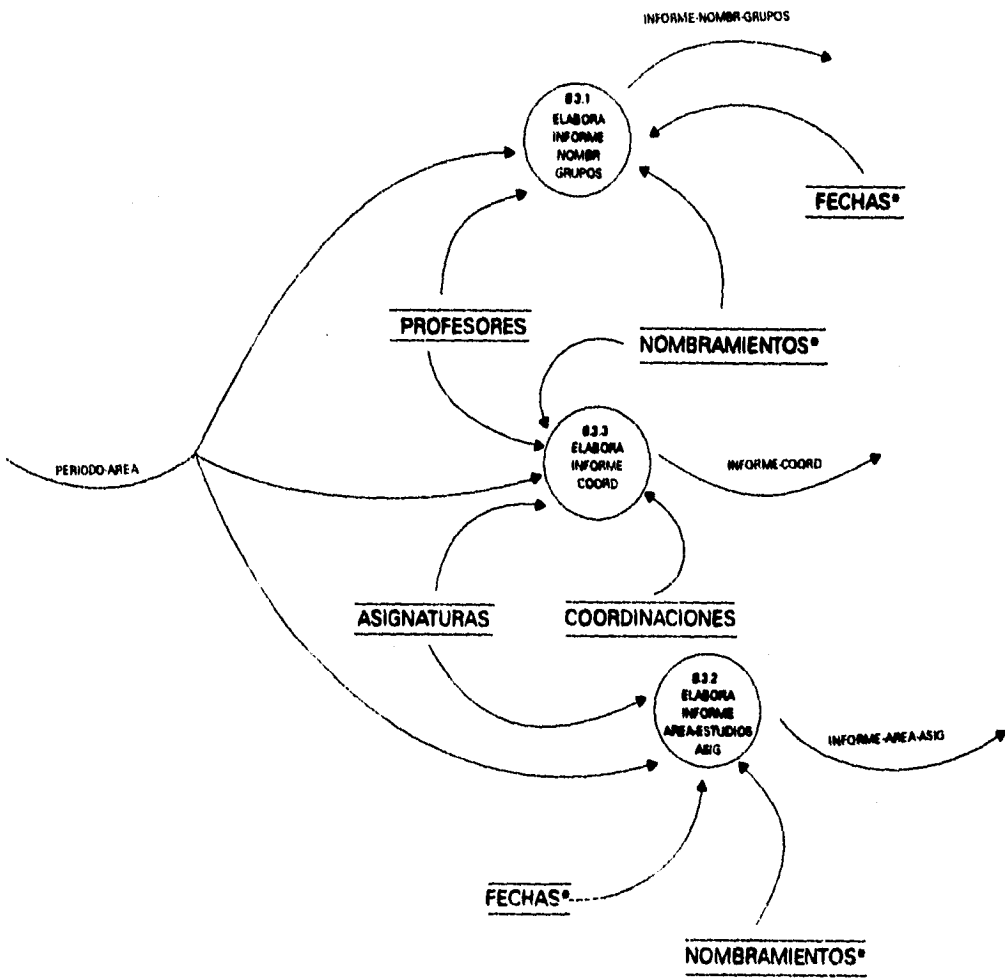 INFORME-NOMBR-GRUPOS
6.3.1
ELABORA
INFORME
NOMBR
GRUPOS
FECHAS*
PROFESORES
NOMBRAMIENTOS*
6.3.3
ELABORA
INFORME
COORD
PERIODO-AREA
INFORME-COORD
ASIGNATURAS
COORDINACIONES
6.3.2
ELABORA
INFORME
AREA-ESTUDIOS
ASIG
INFORME-AREA-ASIG
FECHAS*
NOMBRAMIENTOS*